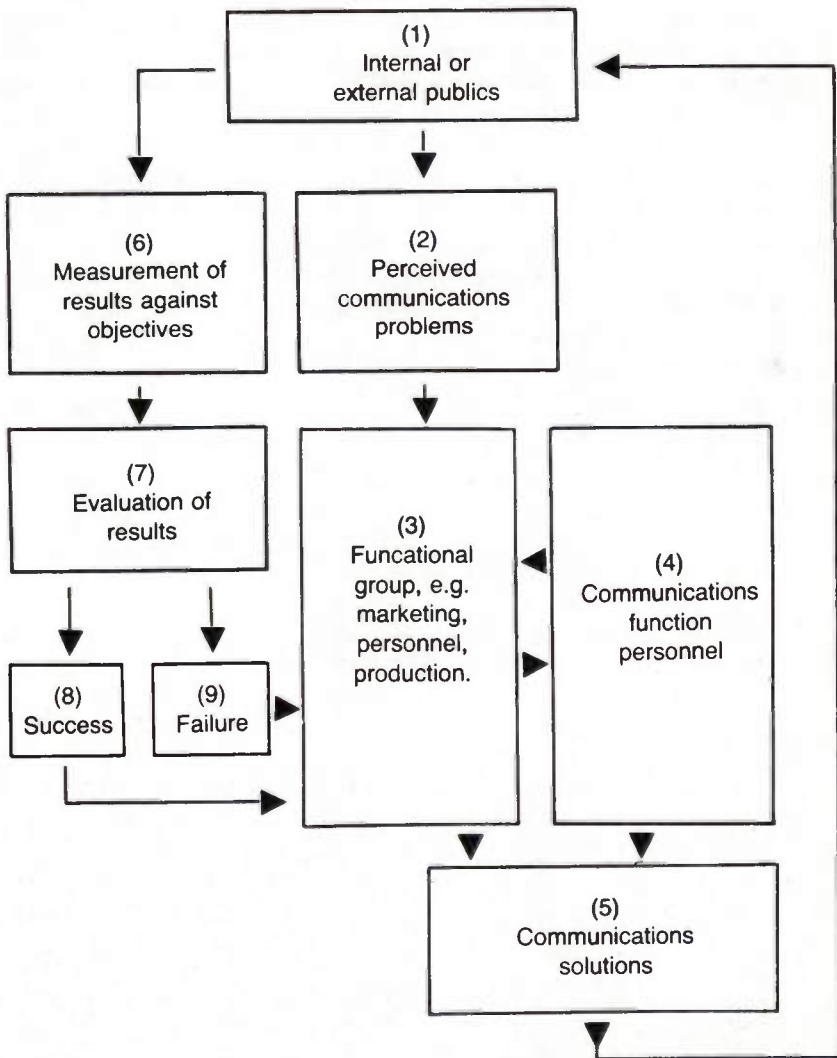 (1)
Internal or
external publics
(6)
Measurement of
results against
objectives
(2)
Perceived
communications
problems
(7)
Evaluation of
results
(3)
Funcational
group, e.g.
marketing,
personnel,
production.
(4)
Communications
function
personnel
(8)
Success
(9)
Failure
(5)
Communications
solutions